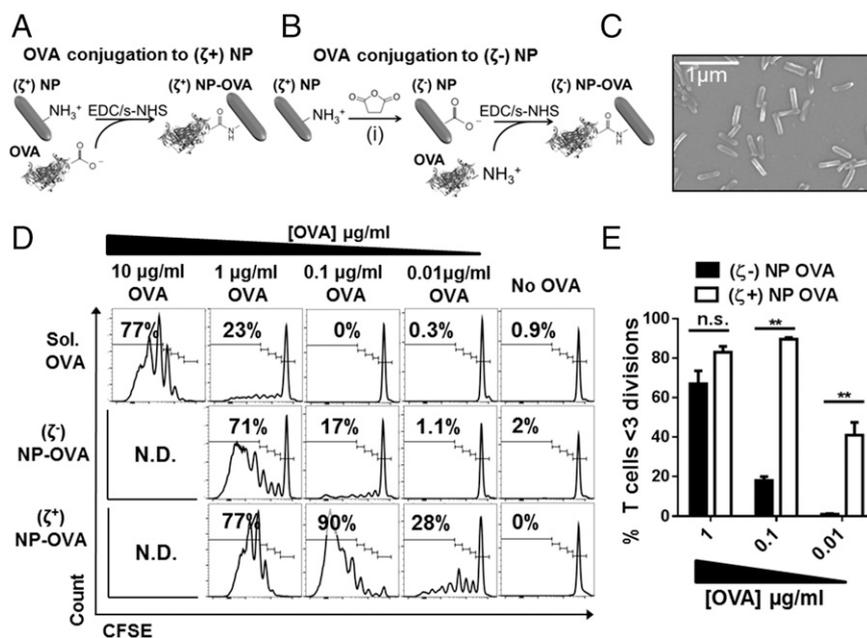 A
OVA conjugation to (ζ+) NP
(ζ⁺) NP
NH₃⁺
EDC/s-NHS
(ζ⁺) NP-OVA
O
N
H
OVA
O
O⁻
B
OVA conjugation to (ζ-) NP
(ζ⁺) NP
NH₃⁺
O O O
(i)
(ζ⁻) NP
O
O⁻
OVA
NH₃⁺
EDC/s-NHS
(ζ⁻) NP-OVA
O
N
H
C
1μm
D
[OVA] μg/ml
10 μg/ml
OVA
1 μg/ml
OVA
0.1 μg/ml
OVA
0.01μg/ml
OVA
No OVA
Sol.
OVA
77%
23%
0%
0.3%
0.9%
(ζ⁻)
NP-OVA
N.D.
71%
17%
1.1%
2%
(ζ⁺)
NP-OVA
N.D.
77%
90%
28%
0%
Count
CFSE
E
(ζ-) NP OVA
(ζ+) NP OVA
n.s.
**
**
% T cells <3 divisions
100
80
60
40
20
0
1
0.1
0.01
[OVA] μg/ml